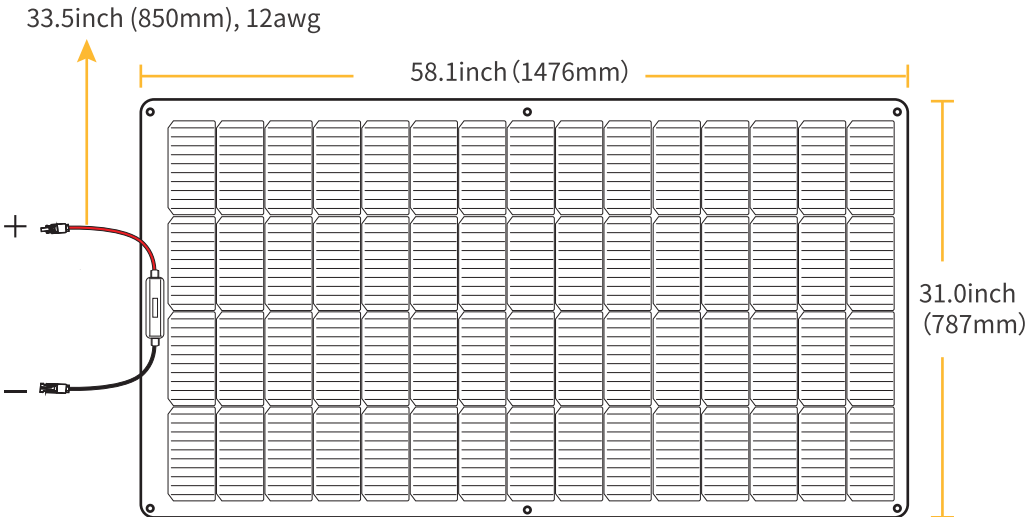 33.5inch (850mm), 12awg
58.1inch（1476mm）
+
31.0inch
（787mm）
—